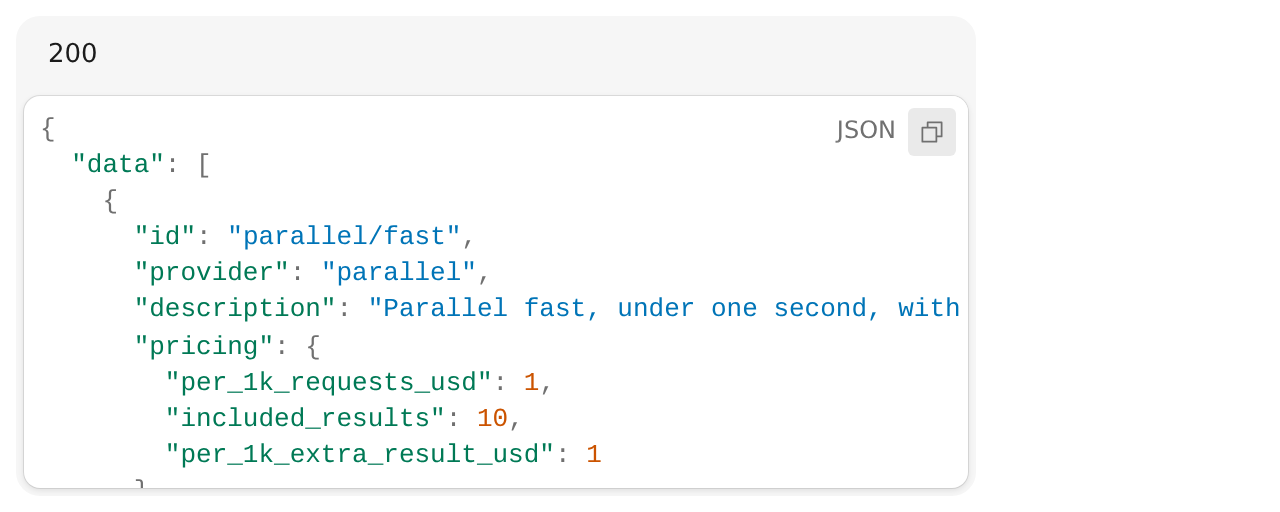 200
JSON
{
  "data": [
    {
      "id": "parallel/fast",
      "provider": "parallel",
      "description": "Parallel fast, under one second, with
      "pricing": {
        "per_1k_requests_usd": 1,
        "included_results": 10,
        "per_1k_extra_result_usd": 1
      }